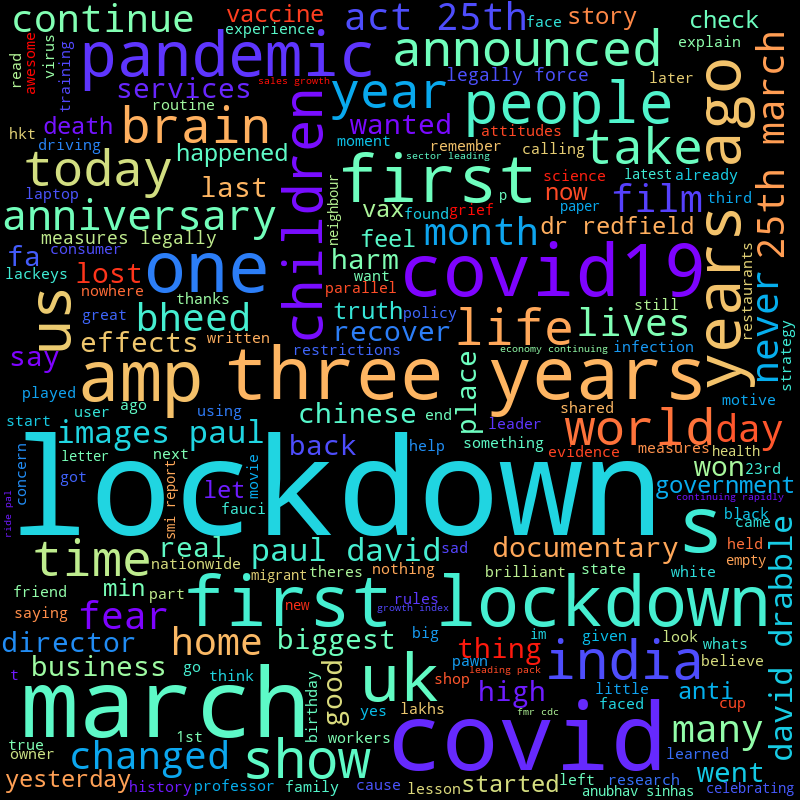 continue
vaccine
experience
act 25th
face
story
check
explain
read
virus
awesome
training
pandemic
sales growth
announced
legally force
later
services
children
year
people
years ago
25th march
routine
hkt
driving
death
brain
wanted
moment
remember
attitudes
calling
take
today
happened
first
sector leading
science
latest
already
laptop
last
neighbour
p
now
film
paper
third
anniversary
vax
found
grief
month
dr redfield
never
measures legally
fa
consumer
feel
harm
want
covid19
restaurants
lackeys
lost
one
parallel
nowhere
thanks
truth
policy
life
lives
still
strategy
us
great
bheed
recover
effects
written
restrictions
place
economy continuing
infection
say
amp
three years
motive
played
ago
user
using
chinese
end
leader
shared
world
day
start
images paul
back
help
something
evidence
measures
health
concern
letter
next
smi report
movie
won
23rd
government
got
let
fauci
lockdown
s
continuing rapidly
ride pal
black
came
time
real
paul david
sad
documentary
held
empty
david drabble
nationwide
migrant
theres
nothing
brilliant
state
white
friend
min
part
first lockdown
saying
fear
new
rules
growth index
director
home
biggest
big
im
given
look
whats
thing
india
believe
business
go
think
good
birthday
uk
pawn
leading pack
t
march
yes
lakhs
high
shop
little
faced
anti
cup
fmr cdc
covid
many
learned
true
1st
workers
owner
changed
show
went
yesterday
history
professor
family
cause
lesson
started
left
research
anubhav sinhas
celebrating